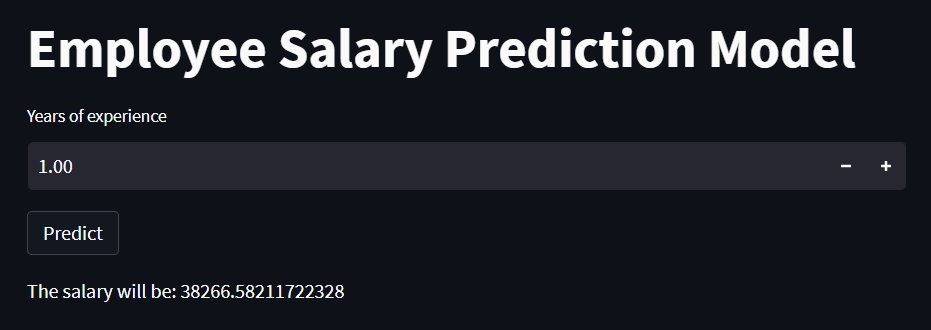 Employee Salary Prediction Model
Years of experience
1.00
Predict
The salary will be: 38266.58211722328